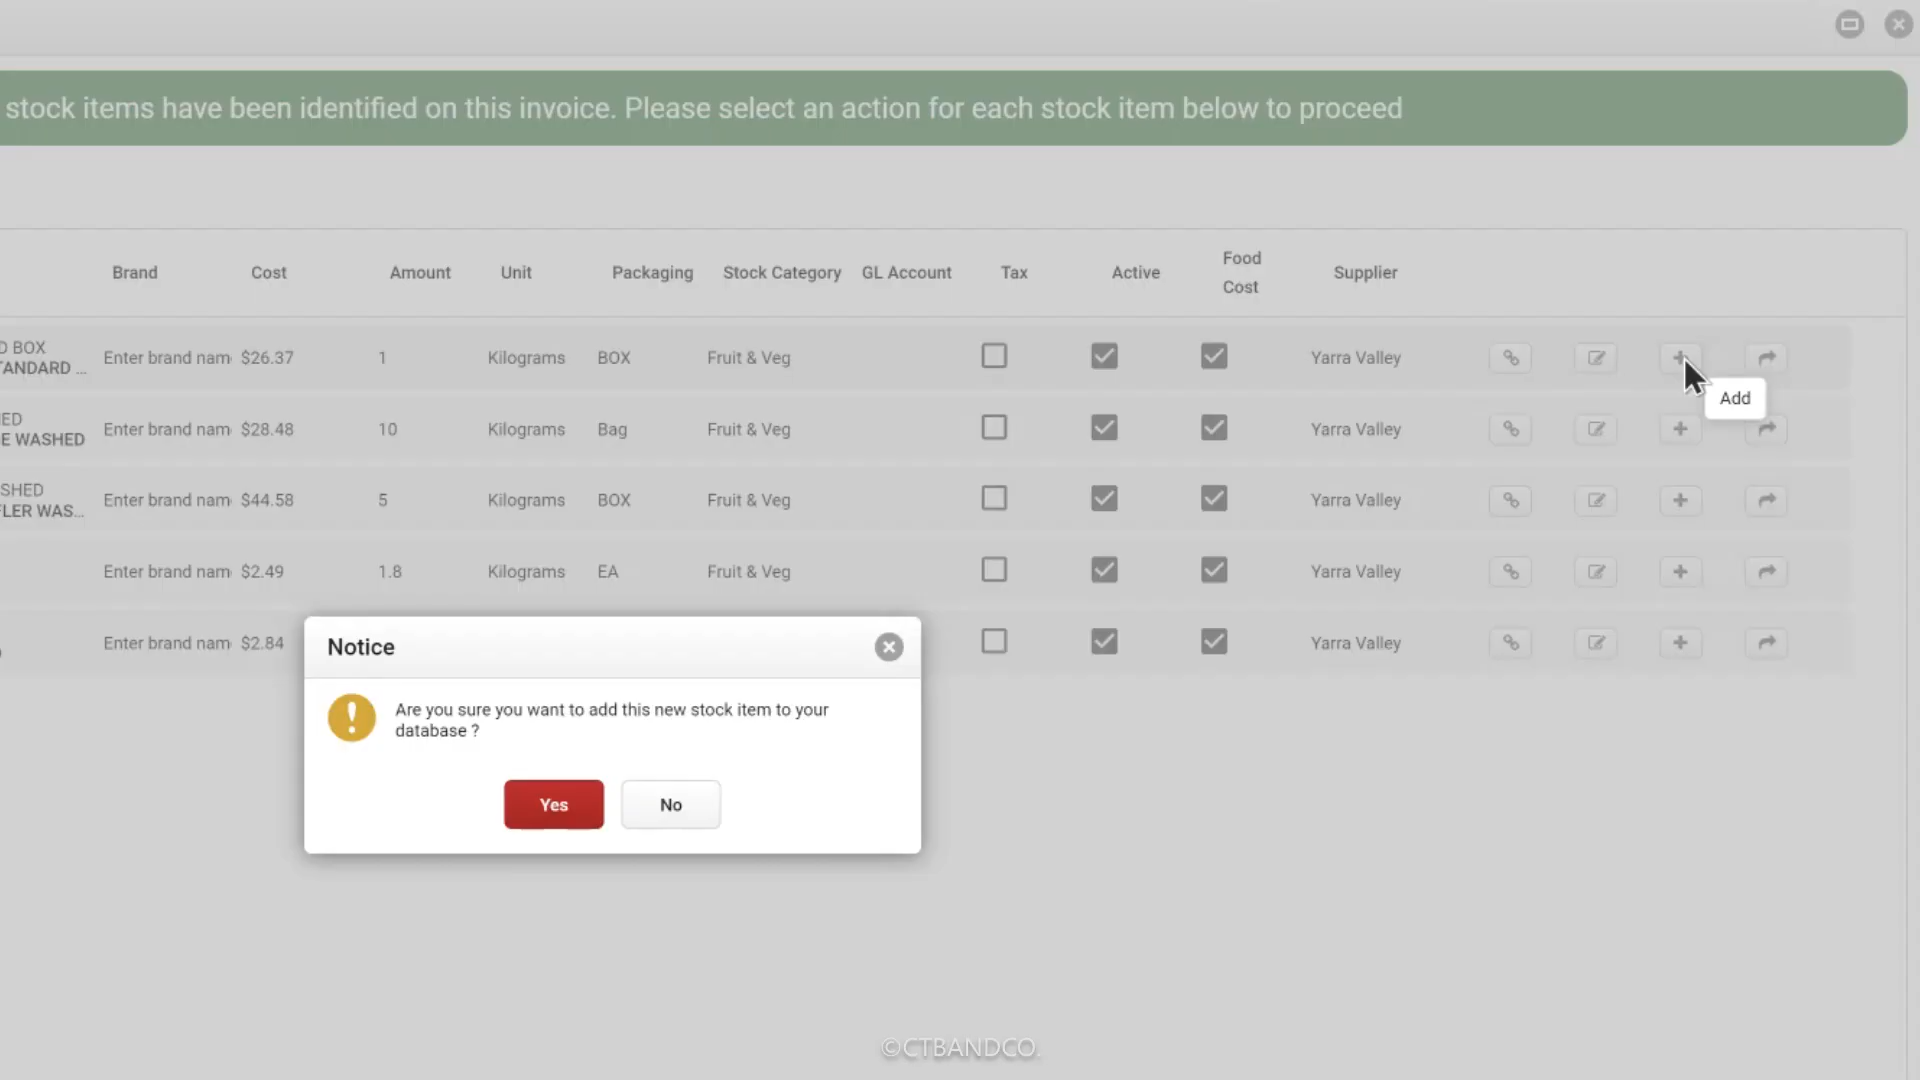 stock items have been identified on this invoice. Please select an action for each stock item below to proceed
Brand Cost Amount Unit Packaging Stock Category GL Account Tax Active Food Cost Supplier
D BOX
TANDARD ... Enter brand nam $26.37 1 Kilograms BOX Fruit & Veg Yarra Valley
Add
ED
E WASHED Enter brand nam $28.48 10 Kilograms Bag Fruit & Veg Yarra Valley
SHED
FLER WAS... Enter brand nam $44.58 5 Kilograms BOX Fruit & Veg Yarra Valley
Enter brand nam $2.49 1.8 Kilograms EA Fruit & Veg Yarra Valley
Enter brand nam $2.84 Yarra Valley
Notice
Are you sure you want to add this new stock item to your
database ?
Yes No
©CTBANDCO.